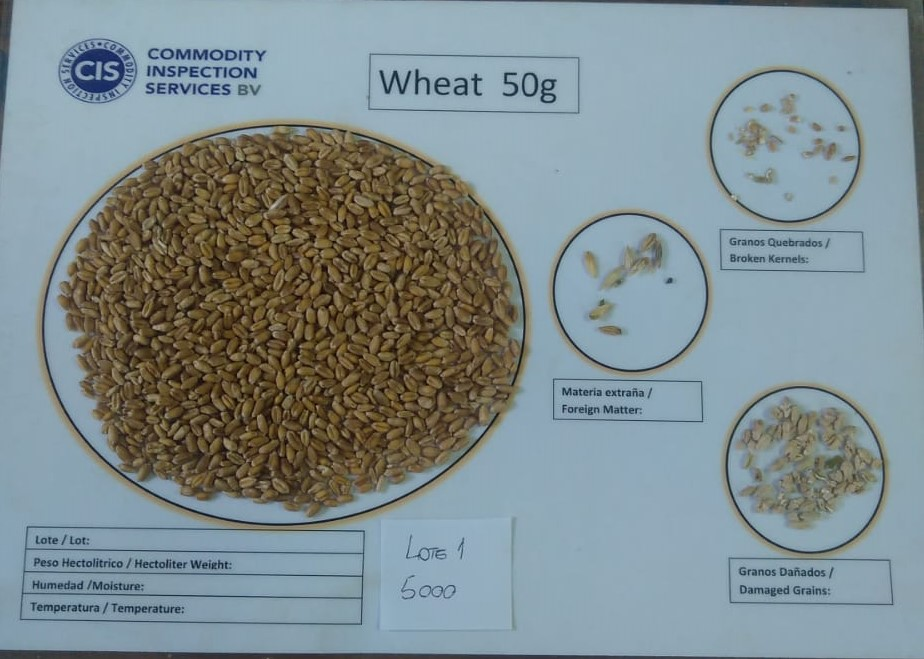 CIS
COMMODITY INSPECTION SERVICES
COMMODITY
INSPECTION
SERVICES BV
Wheat 50g
Granos Quebrados /
Broken Kernels:
Materia extraña /
Foreign Matter:
Granos Dañados /
Damaged Grains:
Lote / Lot:
Peso Hectolitrico / Hectoliter Weight:
Humedad /Moisture:
Temperatura / Temperature:
LOTE 1
5000